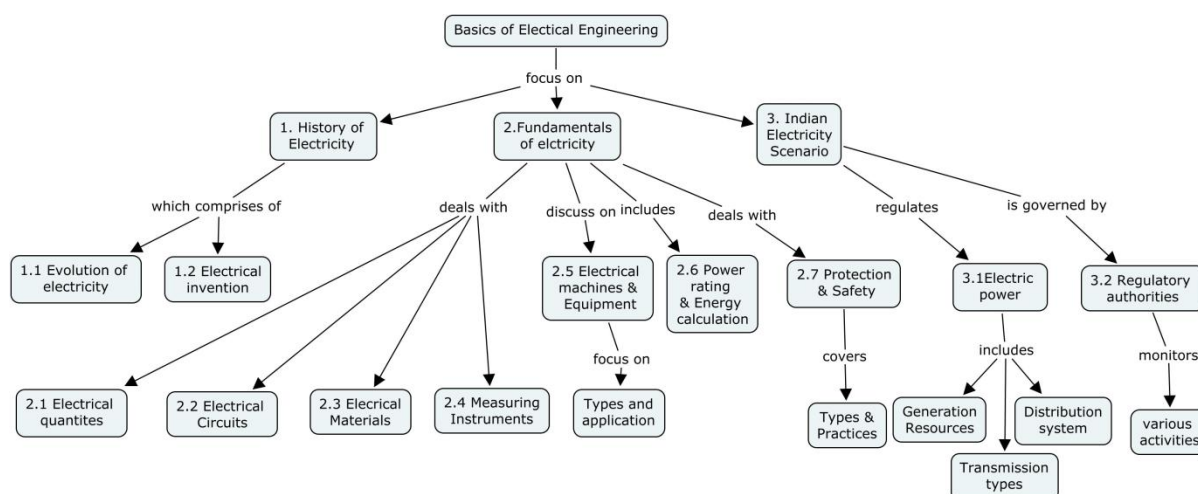 Basics of Electical Engineering
focus on
1. History of
Electricity
2.Fundamentals
of elctricity
3. Indian
Electricity
Scenario
which comprises of
deals with
discuss on
includes
deals with
regulates
is governed by
1.1 Evolution of
electricity
1.2 Electrical
invention
2.5 Electrical
machines &
Equipment
2.6 Power
rating
& Energy
calculation
2.7 Protection
& Safety
3.1Electric
power
3.2 Regulatory
authorities
focus on
covers
includes
monitors
2.1 Electrical
quantites
2.2 Electrical
Circuits
2.3 Elecrical
Materials
2.4 Measuring
Instruments
Types and
application
Types &
Practices
Generation
Resources
Distribution
system
various
activities
Transmission
types